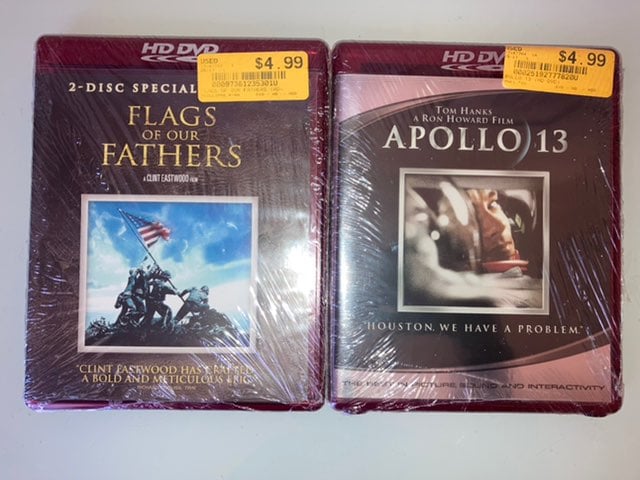 HD DVD
USED
$4.99
2-DISC SPECIAL
FLAGS
OF OUR
FATHERS
A CLINT EASTWOOD FILM
"CLINT EASTWOOD HAS CRAFTED
A BOLD AND METICULOUS EPIC
HD DV
USED
$4.99
TOM HANKS
A RON HOWARD FILM
APOLLO 13
"HOUSTON, WE HAVE A PROBLEM."
THE BEST IN PICTURE, SOUND AND INTERACTIVITY